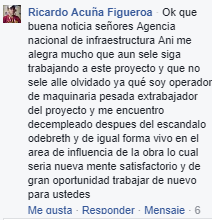 Ricardo Acuña Figueroa · Ok que
buena noticia señores Agencia
nacional de infraestructura Ani me
alegra mucho que aun sele siga
trabajando a este proyecto y que no
sele alle olvidado ya qué soy operador
de maquinaria pesada extrabajador
del proyecto y me encuentro
decempleado despues del escandalo
odebreth y de igual forma vivo en el
area de influencia de la obra lo cual
seria nueva mente satisfactorio y de
gran oportunidad trabajar de nuevo
para ustedes
Me gusta · Responder · Mensaje · 6